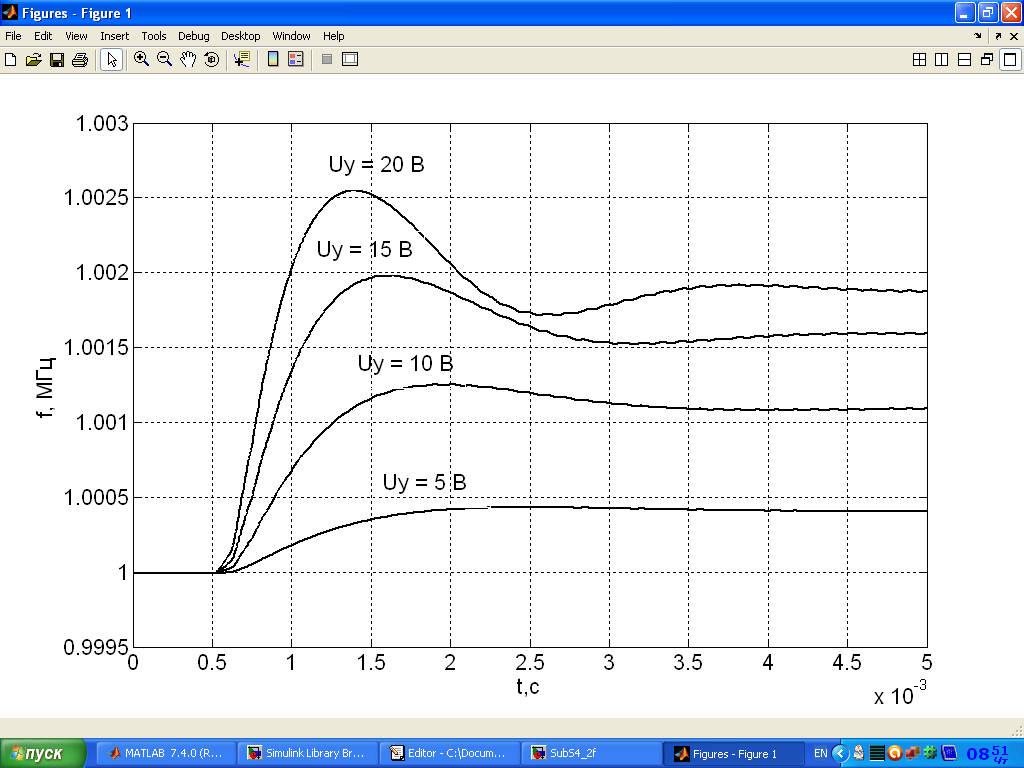 Figures - Figure 1
File Edit View Insert Tools Debug Desktop Window Help
1.003
Uy = 20 В
1.0025
Uy = 15 В
1.002
1.0015
Uy = 10 В
f, МГц
1.001
Uy = 5 В
1.0005
1
0.9995
0 0.5 1 1.5 2 2.5 3 3.5 4 4.5 5
t,c
x 10^-3
пуск MATLAB 7.4.0 (R... Simulink Library Br... Editor - C:\Docum... SubS4_2f Figures - Figure 1 EN 08 51
Чт